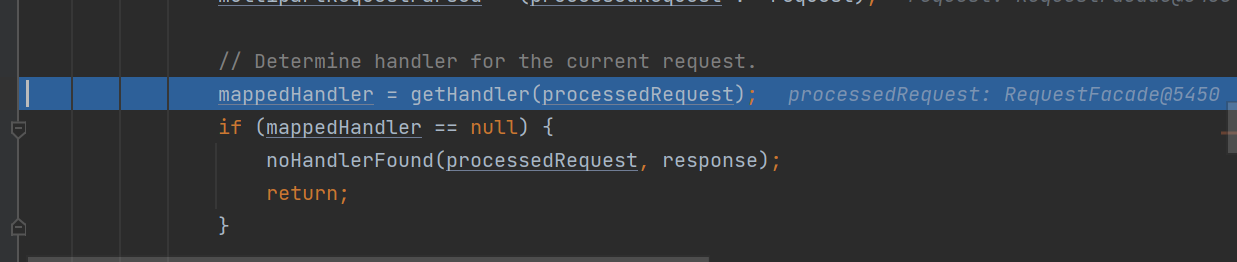 // Determine handler for the current request.
mappedHandler = getHandler(processedRequest); processedRequest: RequestFacade@5450
if (mappedHandler == null) {
noHandlerFound(processedRequest, response);
return;
}